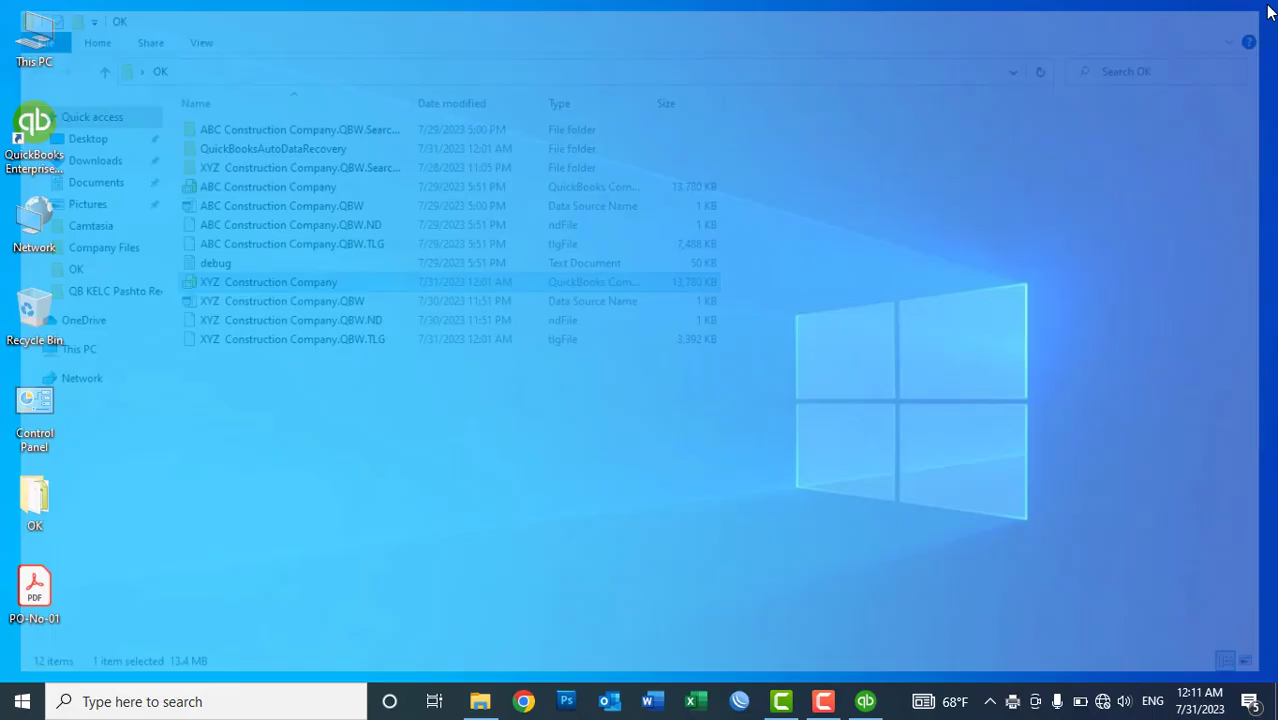 OK
This PC
Home Share View
OK
Search OK
Name Date modified Type Size
Quick access
Desktop
Downloads
Documents
Pictures
Camtasia
Company Files
OK
QB KELC Pashto Re
OneDrive
This PC
Network
ABC Construction Company.QBW.Searc... 7/29/2023 5:00 PM File folder
QuickBooksAutoDataRecovery 7/31/2023 12:01 AM File folder
XYZ Construction Company.QBW.Searc... 7/28/2023 11:05 PM File folder
ABC Construction Company 7/29/2023 5:51 PM QuickBooks Com... 13,780 KB
ABC Construction Company.QBW 7/29/2023 5:00 PM Data Source Name 1 KB
ABC Construction Company.QBW.ND 7/29/2023 5:51 PM ndFile 1 KB
ABC Construction Company.QBW.TLG 7/29/2023 5:51 PM tlgFile 7,488 KB
debug 7/29/2023 5:51 PM Text Document 50 KB
XYZ Construction Company 7/31/2023 12:01 AM QuickBooks Com... 13,780 KB
XYZ Construction Company.QBW 7/30/2023 11:51 PM Data Source Name 1 KB
XYZ Construction Company.QBW.ND 7/30/2023 11:51 PM ndFile 1 KB
XYZ Construction Company.QBW.TLG 7/31/2023 12:01 AM tlgFile 3,392 KB
qb
QuickBooks
Enterprise...
Network
Recycle Bin
Control
Panel
OK
PDF
PO-No-01
12 items 1 item selected 13.4 MB
Type here to search
Ps
qb
68°F
ENG
12:11 AM
7/31/2023
5